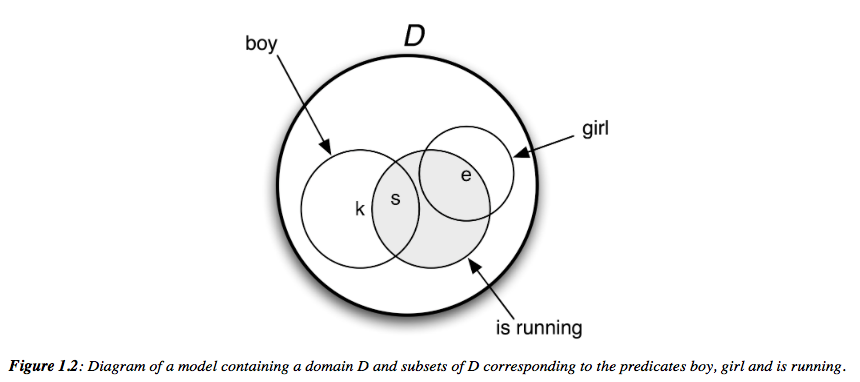 D
boy
girl
e
s
k
is running
Figure 1.2: Diagram of a model containing a domain D and subsets of D corresponding to the predicates boy, girl and is running.